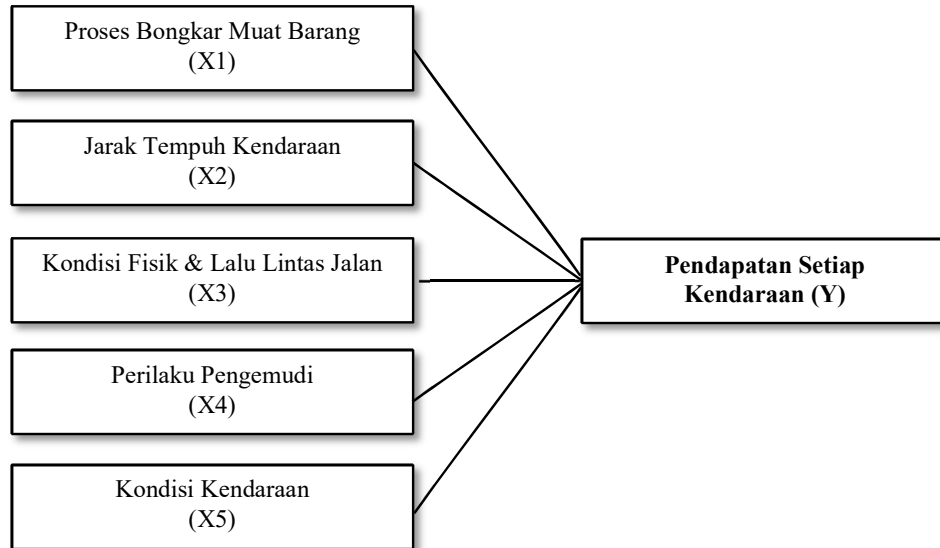 Proses Bongkar Muat Barang
(X1)
Jarak Tempuh Kendaraan
(X2)
Kondisi Fisik & Lalu Lintas Jalan
(X3)
Perilaku Pengemudi
(X4)
Kondisi Kendaraan
(X5)
Pendapatan Setiap
Kendaraan (Y)